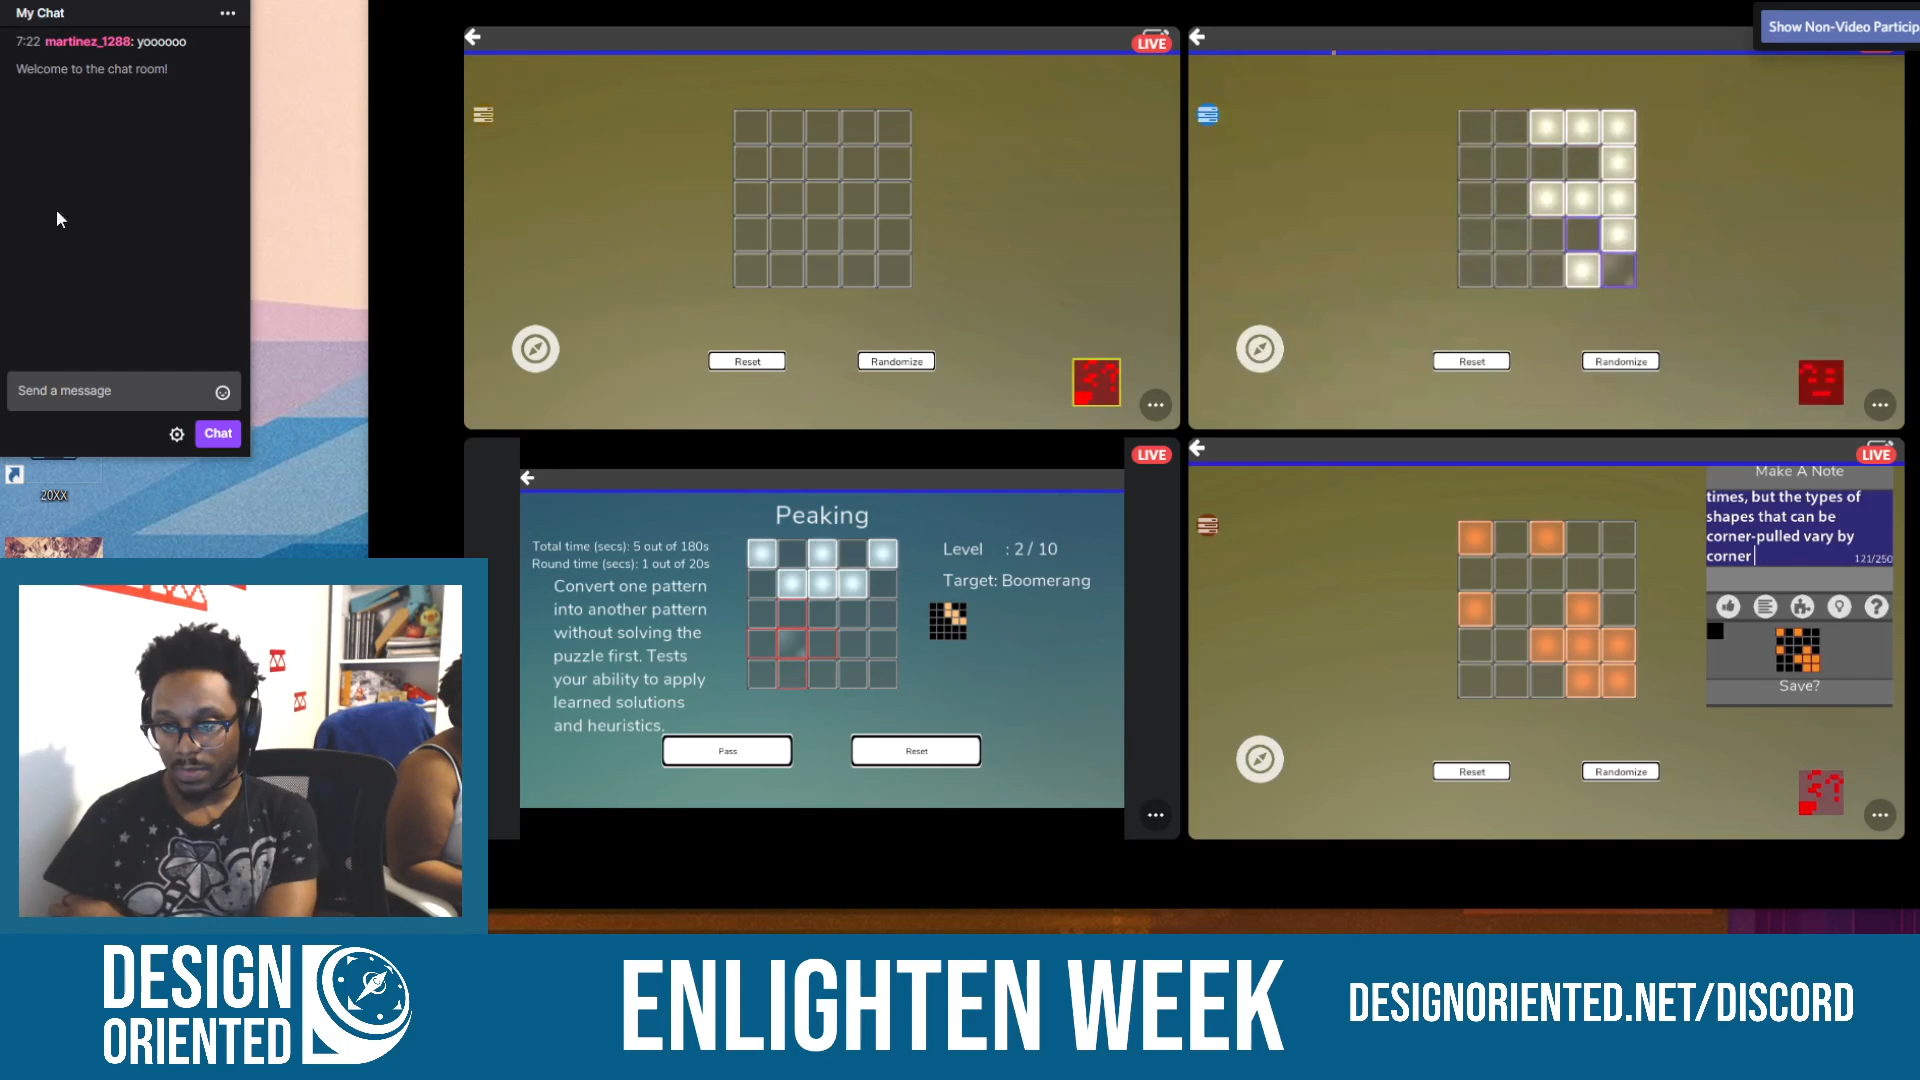 My Chat
7:22 martinez_1288: yoooooo
Welcome to the chat room!
Send a message
Chat
20XX
LIVE
Reset
Randomize
Show Non-Video Particip
Reset
Randomize
LIVE
Peaking
Total time (secs): 5 out of 180s
Round time (secs): 1 out of 20s
Convert one pattern
into another pattern
without solving the
puzzle first. Tests
your ability to apply
learned solutions
and heuristics.
Level : 2 / 10
Target: Boomerang
Pass
Reset
LIVE
Make A Note
times, but the types of
shapes that can be
corner-pulled vary by
corner
121/250
Save?
Reset
Randomize
DESIGN
ORIENTED
ENLIGHTEN WEEK
DESIGNORIENTED.NET/DISCORD